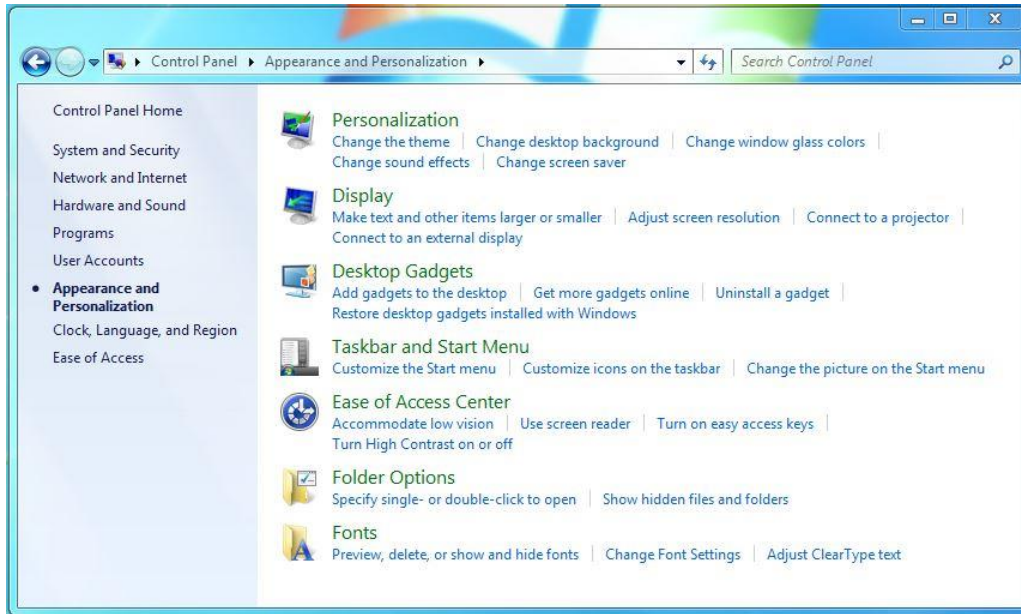 Control Panel Appearance and Personalization Search Control Panel
Control Panel Home
System and Security
Network and Internet
Hardware and Sound
Programs
User Accounts
Appearance and
Personalization
Clock, Language, and Region
Ease of Access
Personalization
Change the theme Change desktop background Change window glass colors
Change sound effects Change screen saver
Display
Make text and other items larger or smaller Adjust screen resolution Connect to a projector
Connect to an external display
Desktop Gadgets
Add gadgets to the desktop Get more gadgets online Uninstall a gadget
Restore desktop gadgets installed with Windows
Taskbar and Start Menu
Customize the Start menu Customize icons on the taskbar Change the picture on the Start menu
Ease of Access Center
Accommodate low vision Use screen reader Turn on easy access keys
Turn High Contrast on or off
Folder Options
Specify single- or double-click to open Show hidden files and folders
Fonts
Preview, delete, or show and hide fonts Change Font Settings Adjust ClearType text